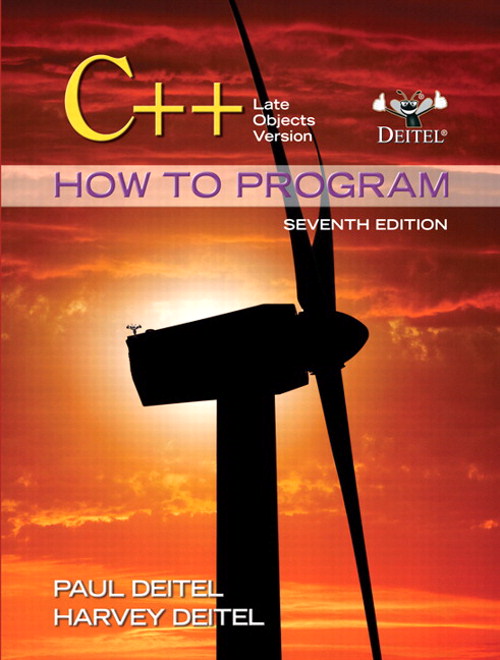 C++
Late
Objects
Version
DEITEL®
HOW TO PROGRAM
SEVENTH EDITION
PAUL DEITEL
HARVEY DEITEL